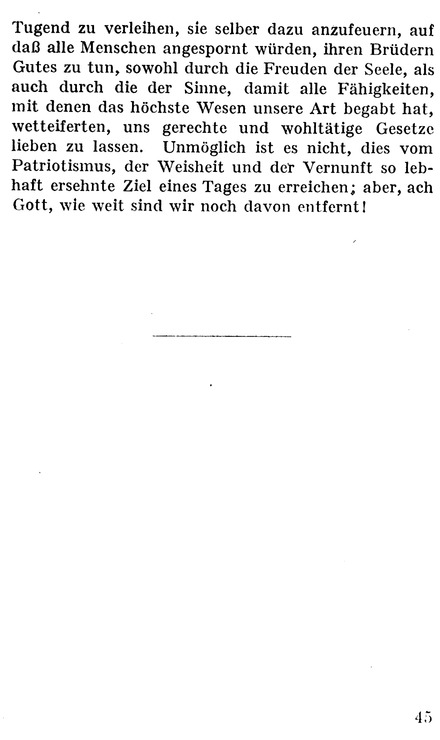 Tugend zu verleihen, sie selber dazu anzufeuern, auf
daß alle Menschen angespornt würden, ihren Brüdern
Gutes zu tun, sowohl durch die Freuden der Seele, als
auch durch die der Sinne, damit alle Fähigkeiten,
mit denen das höchste Wesen unsere Art begabt hat,
wetteiferten, uns gerechte und wohltätige Gesetze
lieben zu lassen. Unmöglich ist es nicht, dies vom
Patriotismus, der Weisheit und der Vernunft so leb-
haft ersehnte Ziel eines Tages zu erreichen; aber, ach
Gott, wie weit sind wir noch davon entfernt!
45